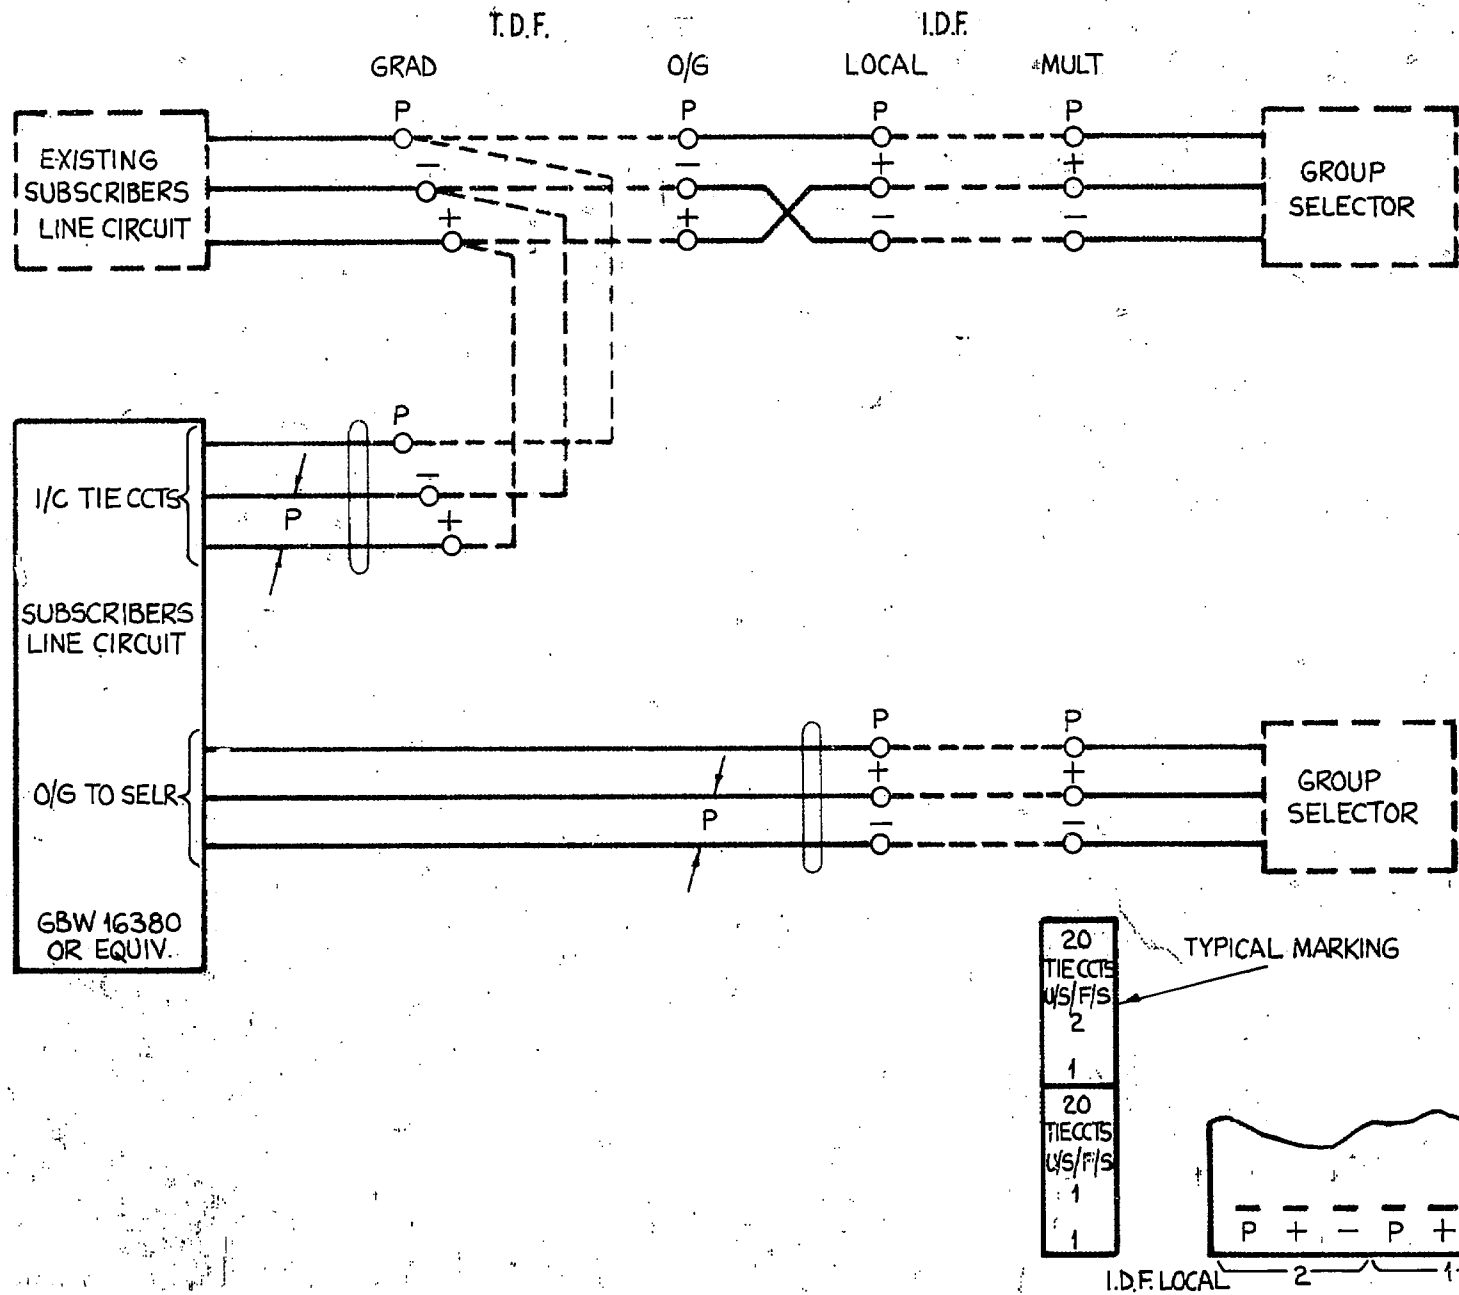 T.D.F. I.D.F.
GRAD O/G LOCAL MULT
P P P P
EXISTING
SUBSCRIBERS
LINE CIRCUIT
− − + +
+ + − −
GROUP
SELECTOR
P
I/C TIE CCTS
−
P
+
SUBSCRIBERS
LINE CIRCUIT
P P
O/G TO SELR
+ +
P
− −
GROUP
SELECTOR
GBW 16380
OR EQUIV.
20
TIE CCTS
U/S/F/S
2
1
TYPICAL MARKING
20
TIE CCTS
U/S/F/S
1
1
P + − P +
I.D.F. LOCAL 2 1